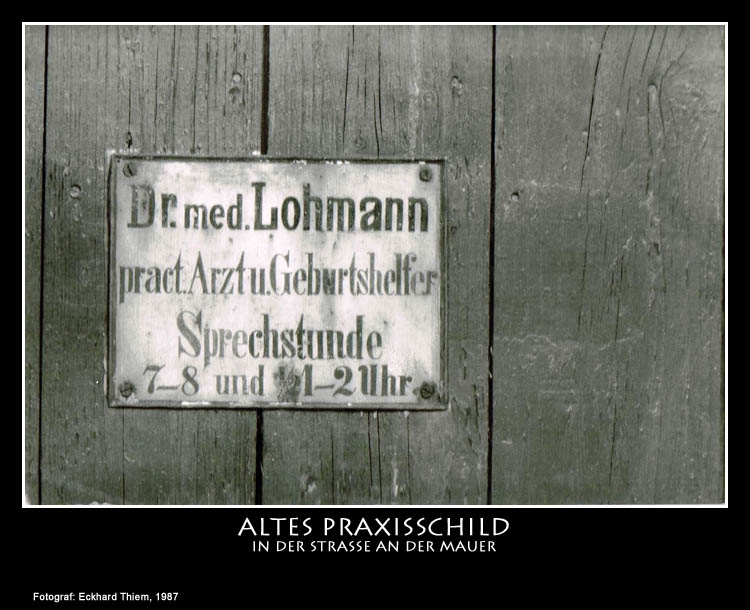 Dr. med. Lohmann
pract. Arzt u. Geburtshelfer
Sprechstunde
7–8 und ½1–2 Uhr.
ALTES PRAXISSCHILD
IN DER STRASSE AN DER MAUER
Fotograf: Eckhard Thiem, 1987